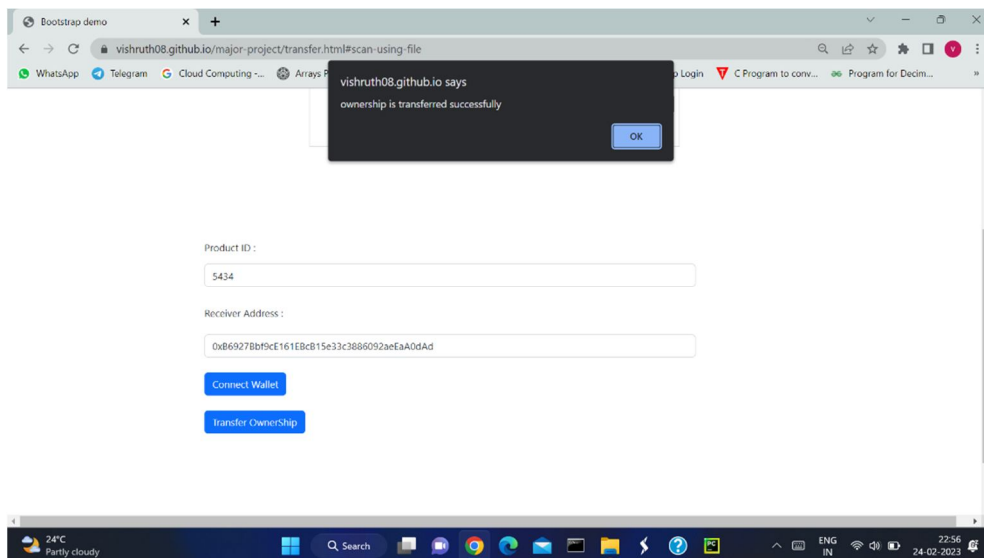 Bootstrap demo
vishruth08.github.io/major-project/transfer.html#scan-using-file
V
WhatsApp Telegram Cloud Computing -... Arrays Login C Program to conv... Program for Decim... »
vishruth08.github.io says
ownership is transferred successfully
OK
Product ID :
5434
Receiver Address :
0xB6927Bbf9cE161EBcB15e33c3886092aeEaA0dAd
Connect Wallet
Transfer OwnerShip
24°C
Partly cloudy
Search
ENG
IN
22:56
24-02-2023